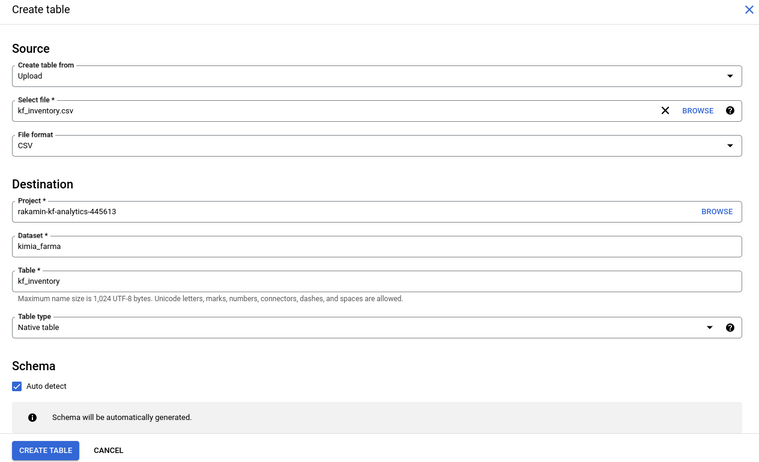 Create table
Source
Create table from
Upload
Select file *
kf_inventory.csv
BROWSE
File format
CSV
Destination
Project *
rakamin-kf-analytics-445613
BROWSE
Dataset *
kimia_farma
Table *
kf_inventory
Maximum name size is 1,024 UTF-8 bytes. Unicode letters, marks, numbers, connectors, dashes, and spaces are allowed.
Table type
Native table
Schema
Auto detect
Schema will be automatically generated.
CREATE TABLE
CANCEL